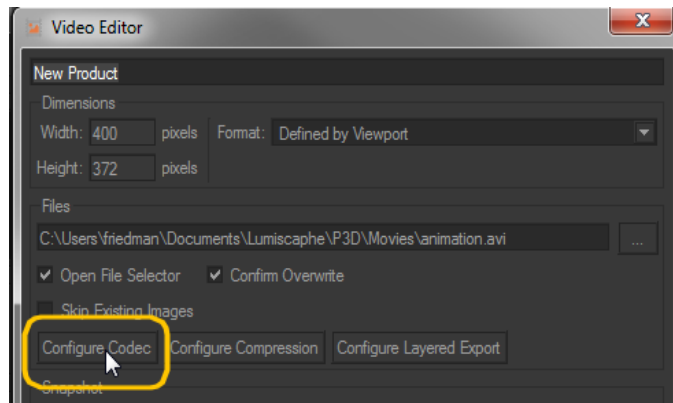 Video Editor
New Product
Dimensions
Width: 400 pixels Format: Defined by Viewport
Height: 372 pixels
Files
C:\Users\friedman\Documents\Lumiscaphe\P3D\Movies\animation.avi ...
Open File Selector Confirm Overwrite
Skip Existing Images
Configure Codec Configure Compression Configure Layered Export
Snapshot